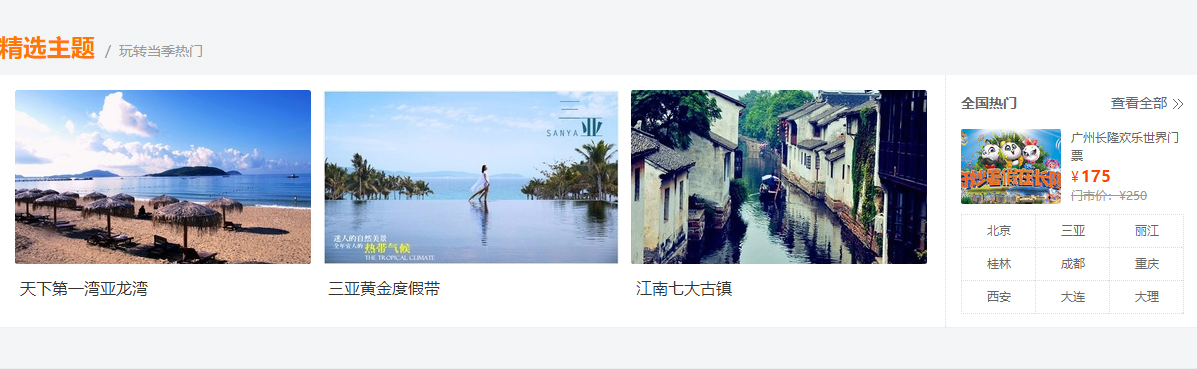 精选主题 / 玩转当季热门
三亚
SANYA
迷人的自然美景
全年宜人的 热带气候
THE TROPICAL CLIMATE
天下第一湾亚龙湾
三亚黄金度假带
江南七大古镇
全国热门 查看全部
广州长隆欢乐世界门
票
¥175
门市价：¥250
北京 三亚 丽江
桂林 成都 重庆
西安 大连 大理